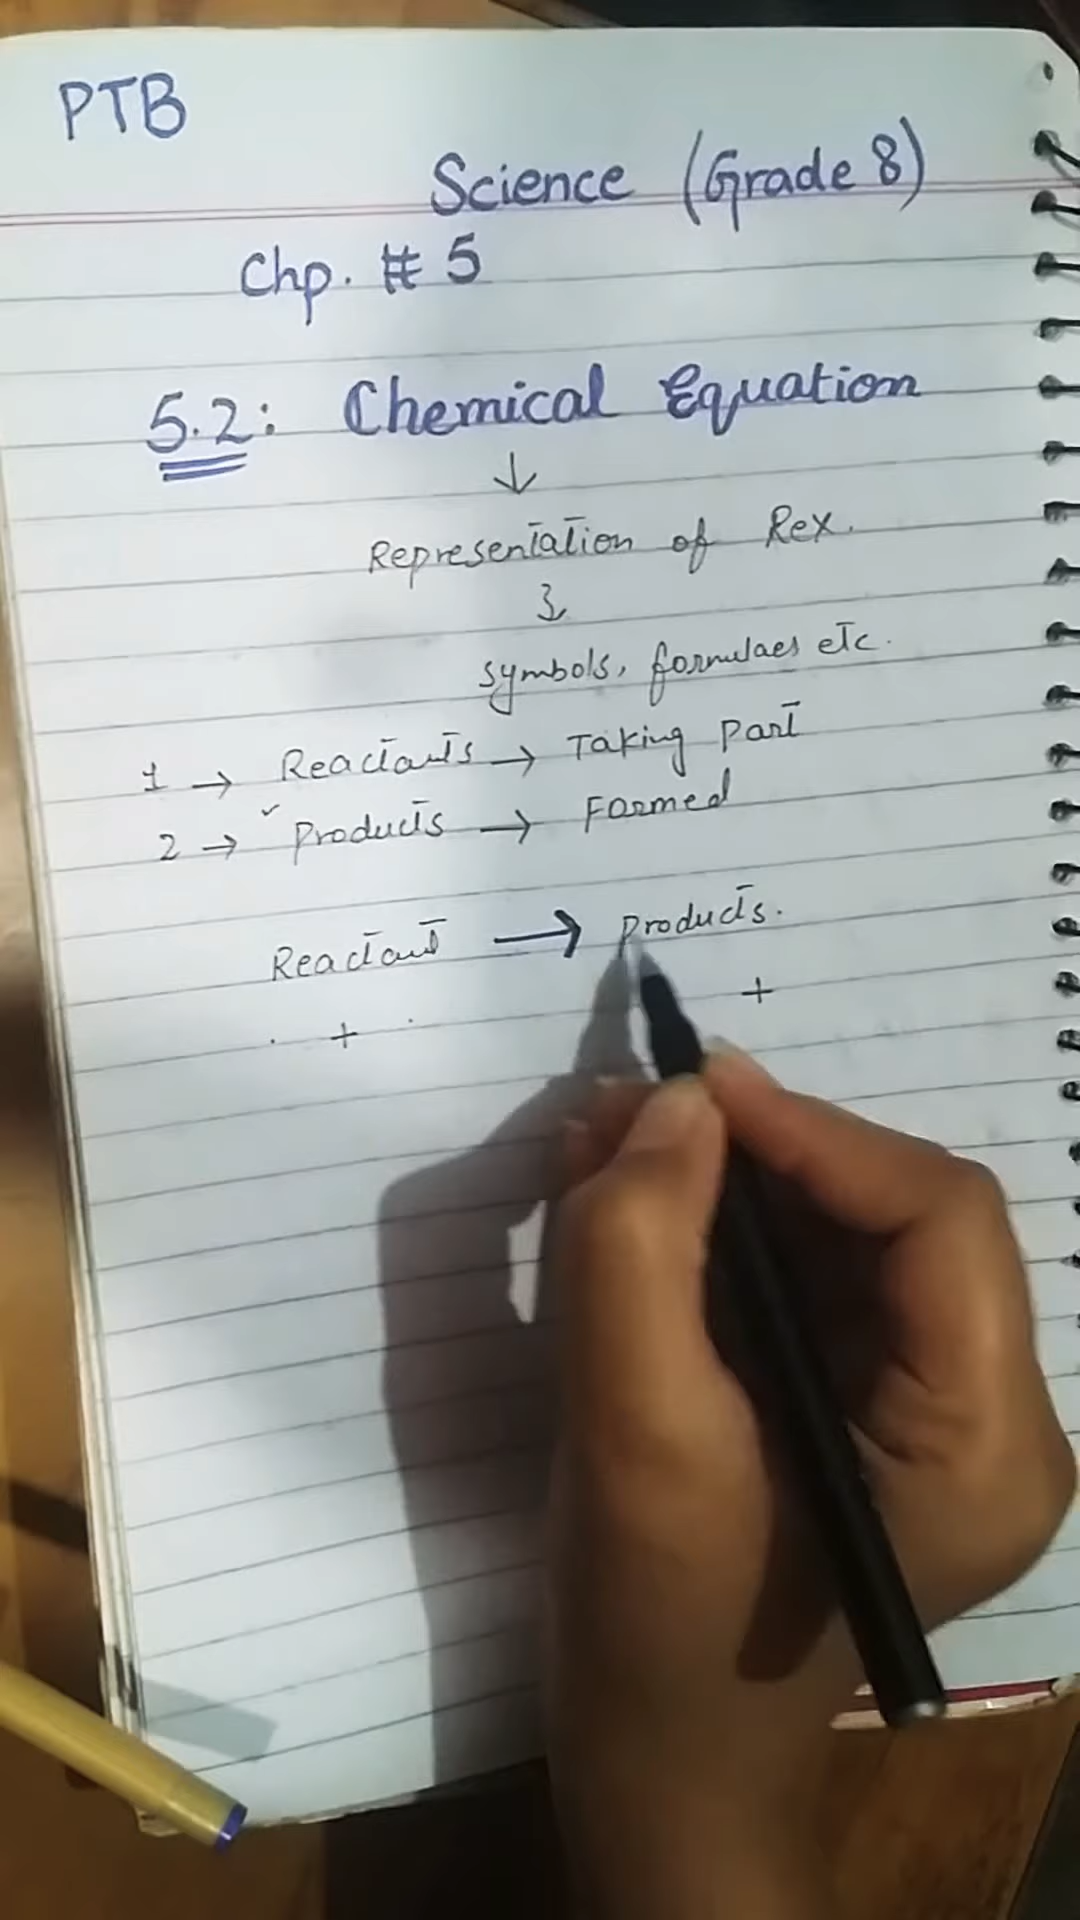 PTB
Science (Grade 8)
Chp. # 5
5.2: Chemical Equation
↓
Representation of Rex.
↓
symbols, formulaes etc.
1 → Reactants → Taking Part
2 → Products → Formed
Reactant → Products.
+ +